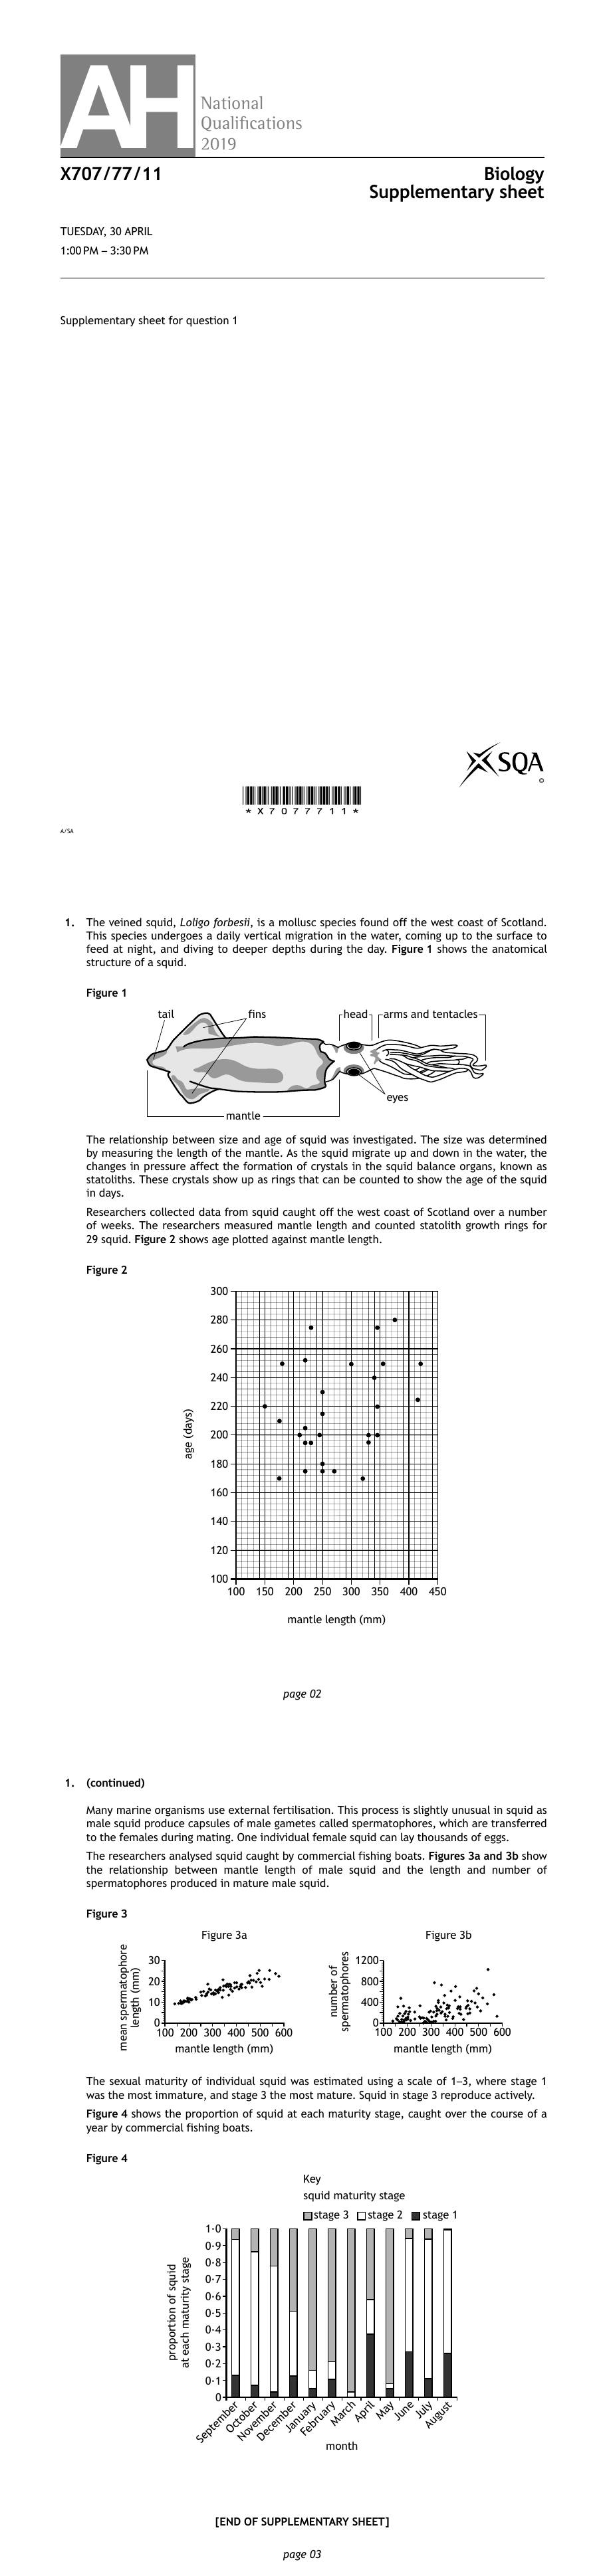 AH
National
Qualifications
2019
X707/77/11
Biology
Supplementary sheet
TUESDAY, 30 APRIL
1:00 PM – 3:30 PM
Supplementary sheet for question 1
SQA
©
*X7077711*
A/SA
1. The veined squid, Loligo forbesii, is a mollusc species found off the west coast of Scotland.
This species undergoes a daily vertical migration in the water, coming up to the surface to
feed at night, and diving to deeper depths during the day. Figure 1 shows the anatomical
structure of a squid.
Figure 1
tail
fins
head
arms and tentacles
eyes
mantle
The relationship between size and age of squid was investigated. The size was determined
by measuring the length of the mantle. As the squid migrate up and down in the water, the
changes in pressure affect the formation of crystals in the squid balance organs, known as
statoliths. These crystals show up as rings that can be counted to show the age of the squid
in days.
Researchers collected data from squid caught off the west coast of Scotland over a number
of weeks. The researchers measured mantle length and counted statolith growth rings for
29 squid. Figure 2 shows age plotted against mantle length.
Figure 2
300
280
260
240
220
200
180
160
140
120
100
age (days)
100 150 200 250 300 350 400 450
mantle length (mm)
page 02
1. (continued)
Many marine organisms use external fertilisation. This process is slightly unusual in squid as
male squid produce capsules of male gametes called spermatophores, which are transferred
to the females during mating. One individual female squid can lay thousands of eggs.
The researchers analysed squid caught by commercial fishing boats. Figures 3a and 3b show
the relationship between mantle length of male squid and the length and number of
spermatophores produced in mature male squid.
Figure 3
Figure 3a
mean spermatophore
length (mm)
30
20
10
0
100 200 300 400 500 600
mantle length (mm)
Figure 3b
number of
spermatophores
1200
800
400
0
100 200 300 400 500 600
mantle length (mm)
The sexual maturity of individual squid was estimated using a scale of 1–3, where stage 1
was the most immature, and stage 3 the most mature. Squid in stage 3 reproduce actively.
Figure 4 shows the proportion of squid at each maturity stage, caught over the course of a
year by commercial fishing boats.
Figure 4
Key
squid maturity stage
stage 3 stage 2 stage 1
proportion of squid
at each maturity stage
1·0
0·9
0·8
0·7
0·6
0·5
0·4
0·3
0·2
0·1
0
September
October
November
December
January
February
March
April
May
June
July
August
month
[END OF SUPPLEMENTARY SHEET]
page 03